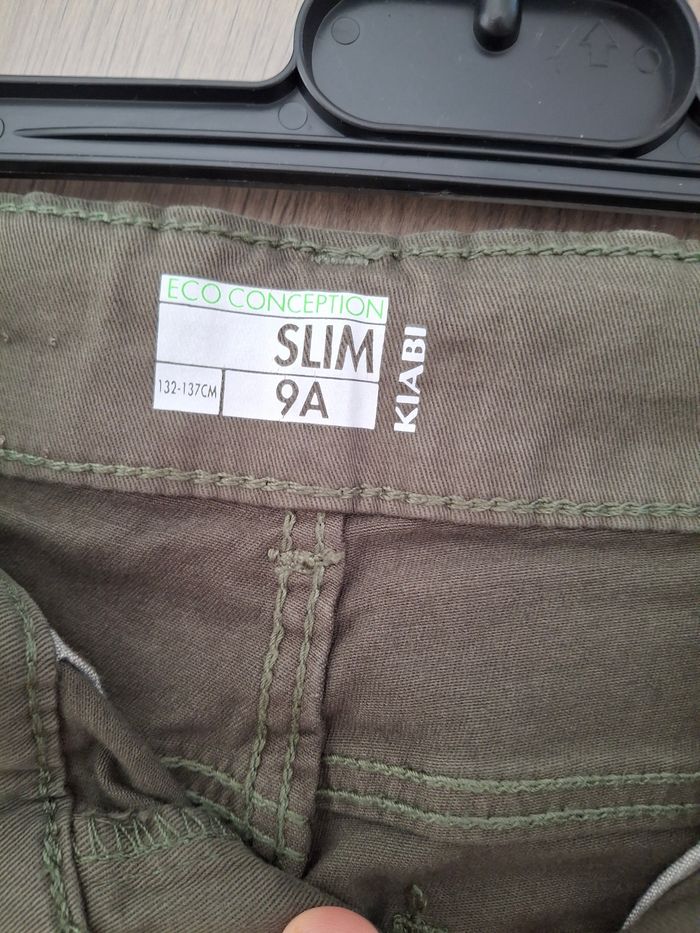 ECO CONCEPTION
SLIM
132-137CM
9A
KIABI